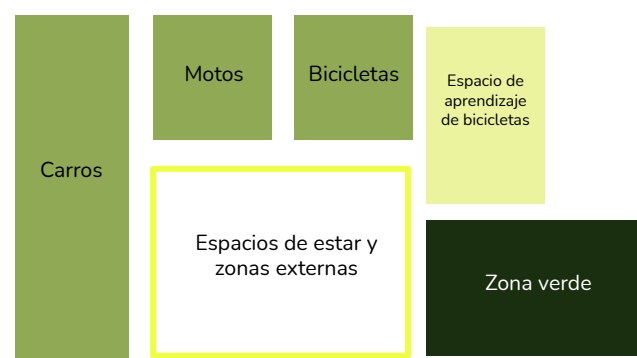 Motos
Bicicletas
Espacio de
aprendizaje
de bicicletas
Carros
Espacios de estar y
zonas externas
Zona verde